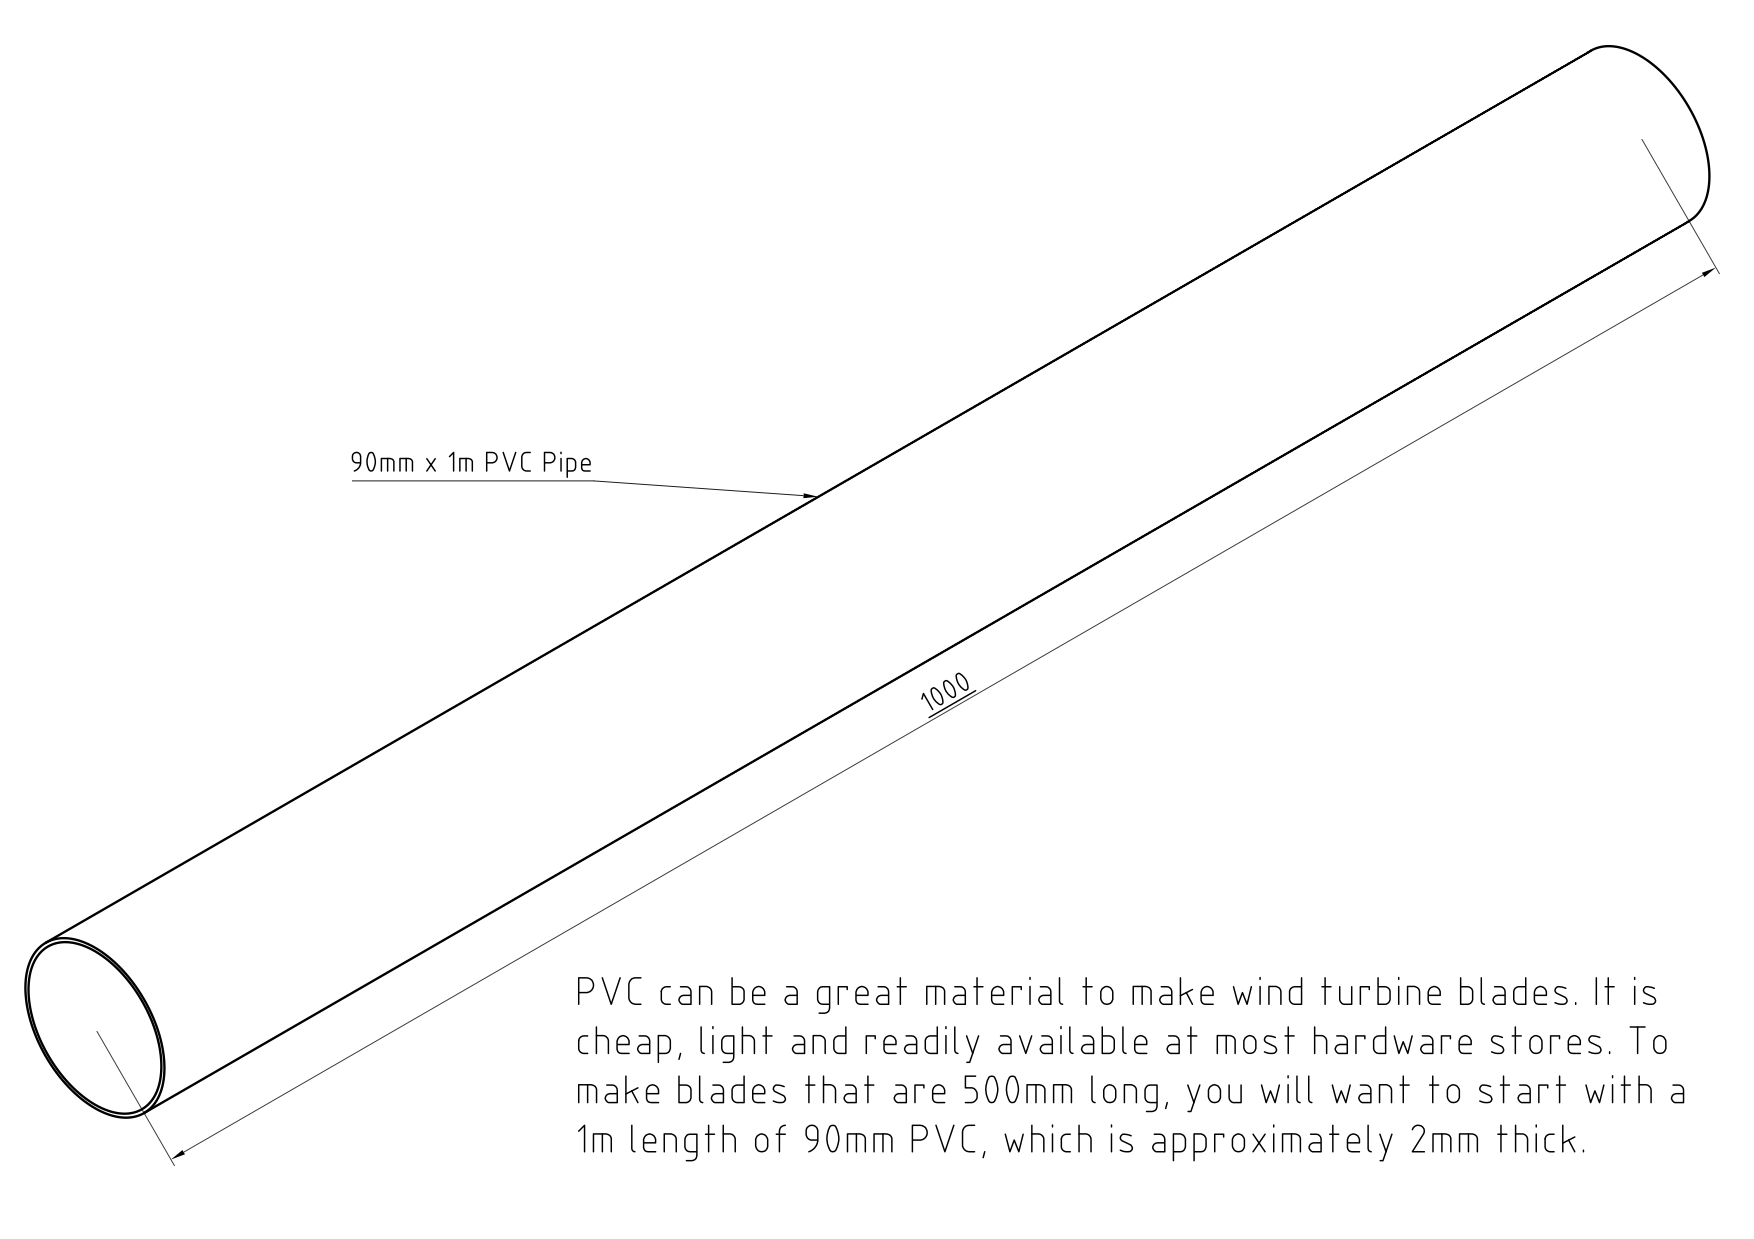 90mm x 1m PVC Pipe
1000
PVC can be a great material to make wind turbine blades. It is
cheap, light and readily available at most hardware stores. To
make blades that are 500mm long, you will want to start with a
1m length of 90mm PVC, which is approximately 2mm thick.